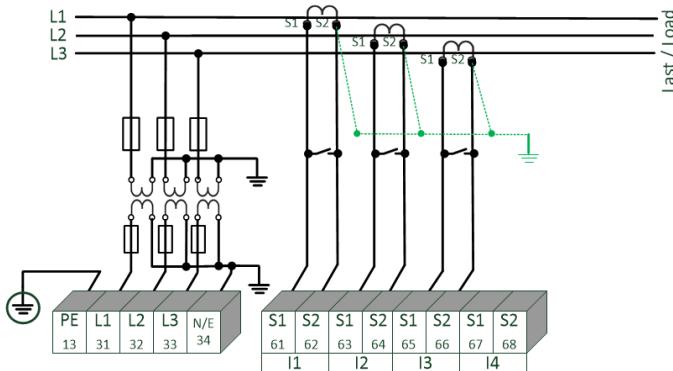 L1
L2
L3
S1 S2
S1 S2
S1 S2
Last / Load
PE L1 L2 L3 N/E
13 31 32 33 34
S1 S2 S1 S2 S1 S2 S1 S2
61 62 63 64 65 66 67 68
I1 I2 I3 I4